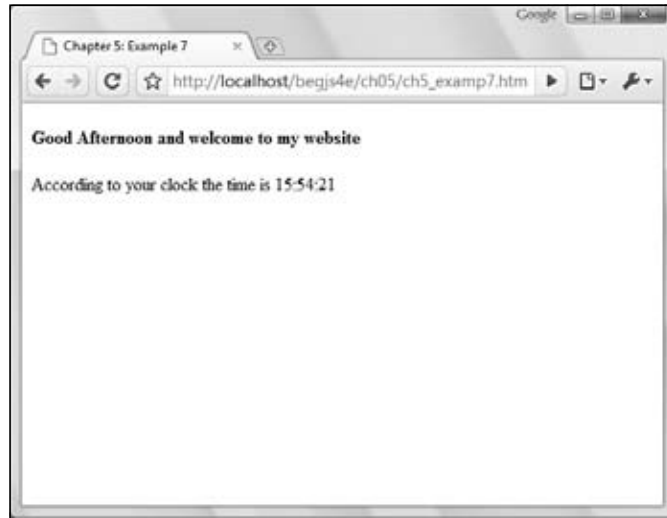 Google
Chapter 5: Example 7
http://localhost/begjs4e/ch05/ch5_examp7.htm
Good Afternoon and welcome to my website
According to your clock the time is 15:54:21